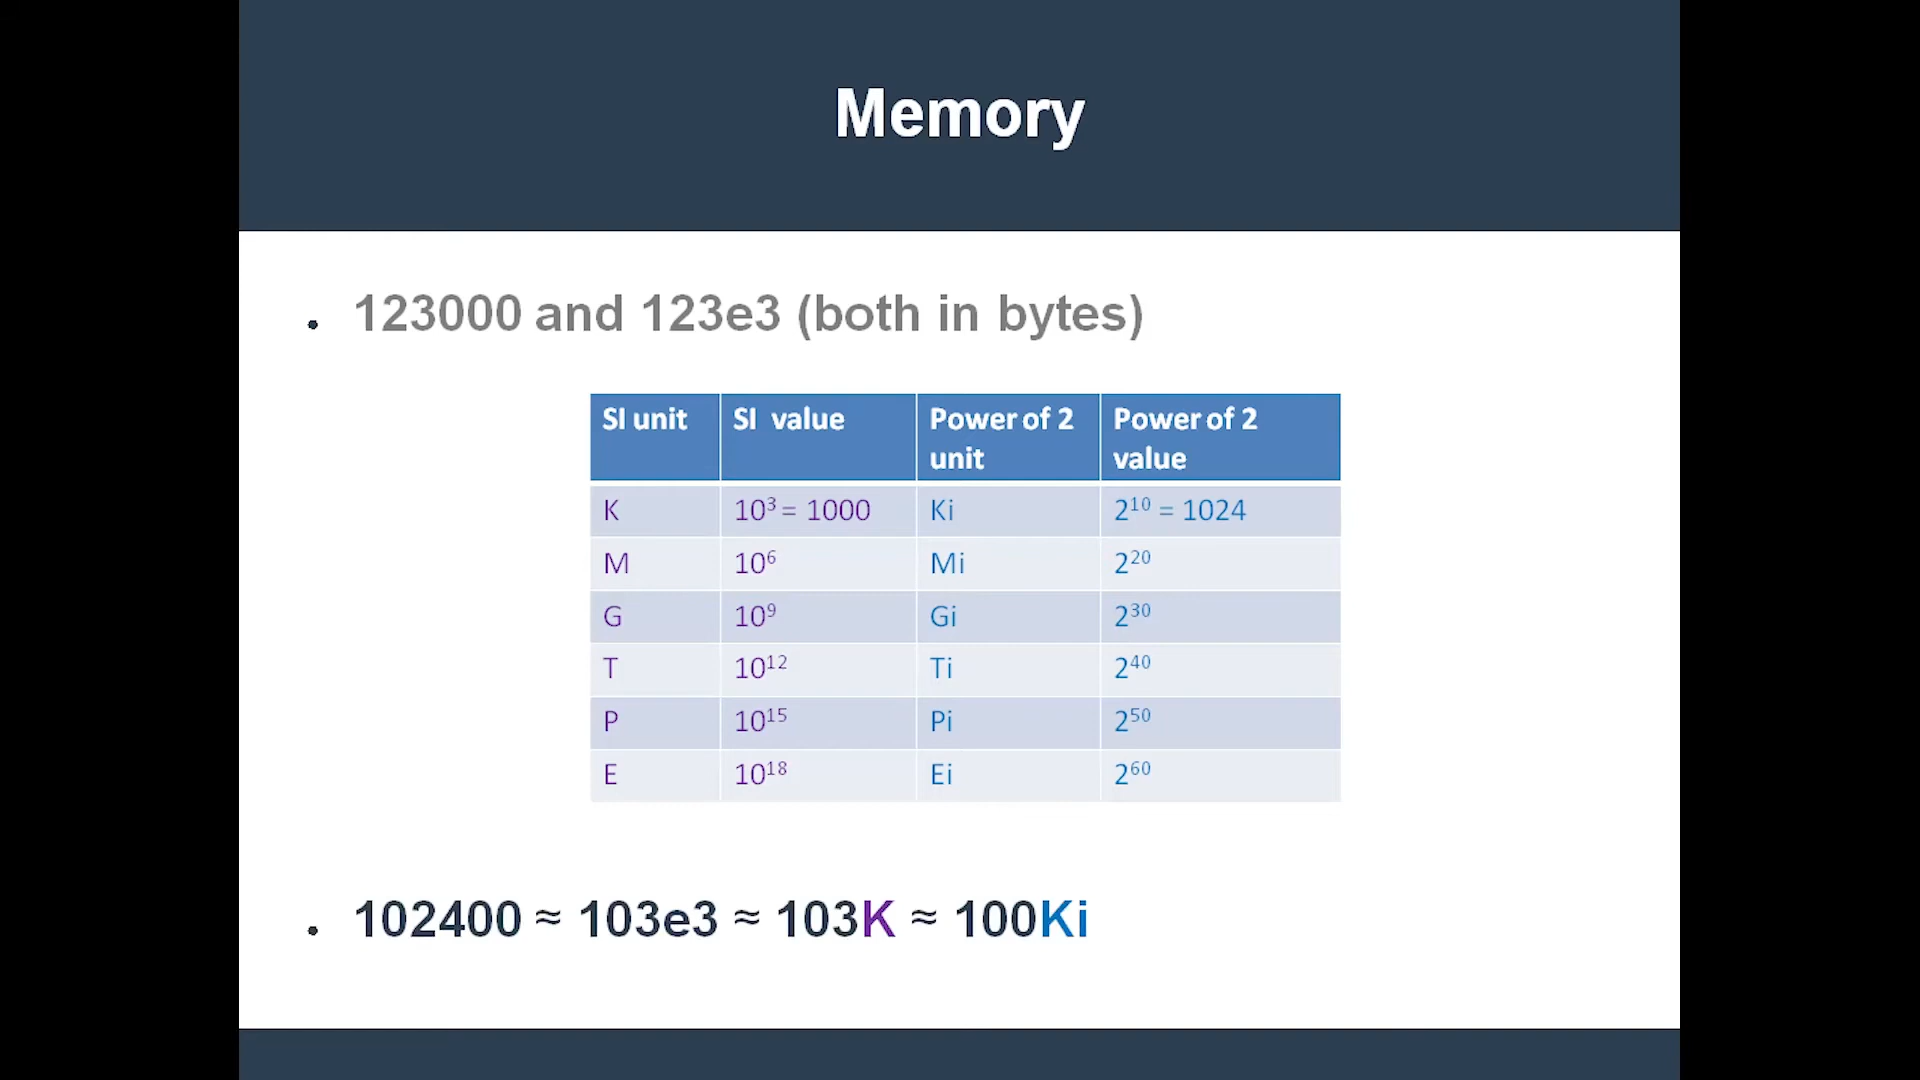 Memory
. 123000 and 123e3 (both in bytes)
SI unit SI value Power of 2 unit Power of 2 value
K 10³ = 1000 Ki 2¹⁰ = 1024
M 10⁶ Mi 2²⁰
G 10⁹ Gi 2³⁰
T 10¹² Ti 2⁴⁰
P 10¹⁵ Pi 2⁵⁰
E 10¹⁸ Ei 2⁶⁰
. 102400 ≈ 103e3 ≈ 103K ≈ 100Ki